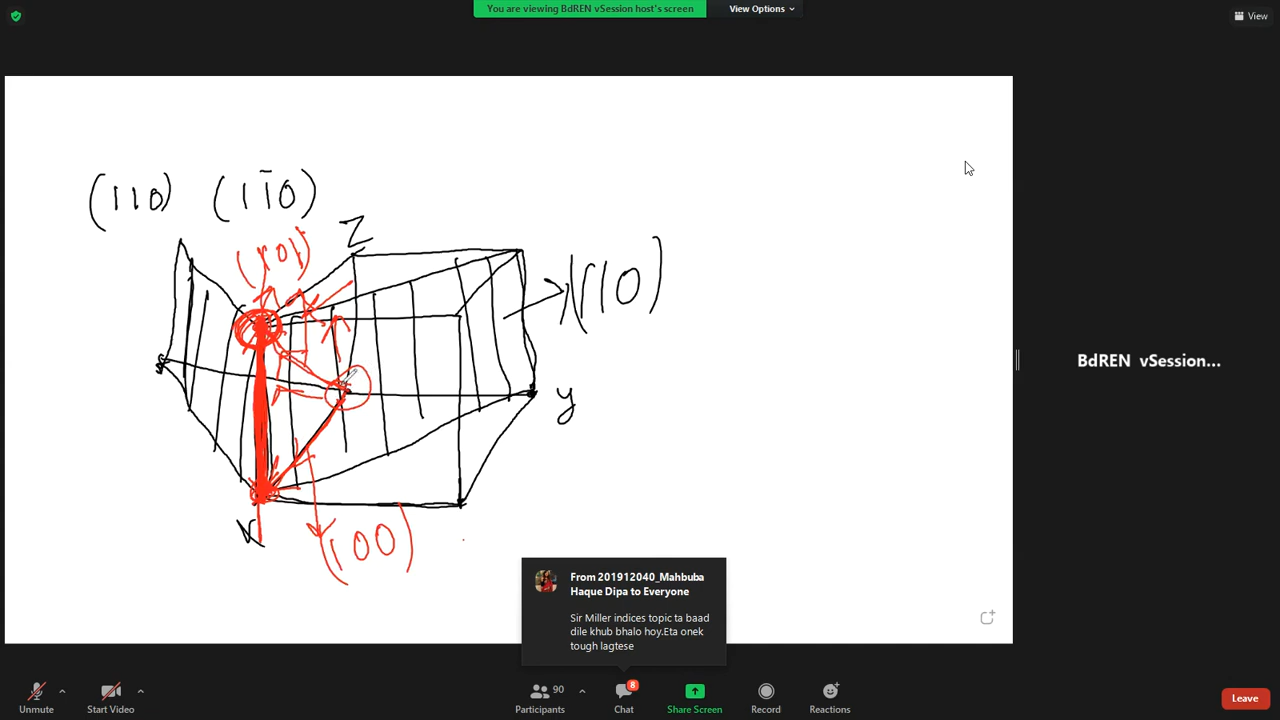 You are viewing BdREN vSession host's screen
View Options
View
(110) (11̄0)
Z
(101)
(110)
y
(100)
BdREN vSession...
From 201912040_Mahbuba
Haque Dipa to Everyone
Sir Miller indices topic ta baad
dile khub bhalo hoy.Eta onek
tough lagtese
Unmute
Start Video
90
Participants
8
Chat
Share Screen
Record
Reactions
Leave